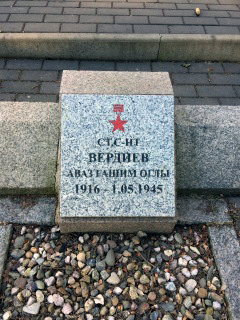 СТ.С-НТ
ВЕРДИЕВ
АВАЗ ГАШИМ ОГЛЫ
1916 - 1.05.1945